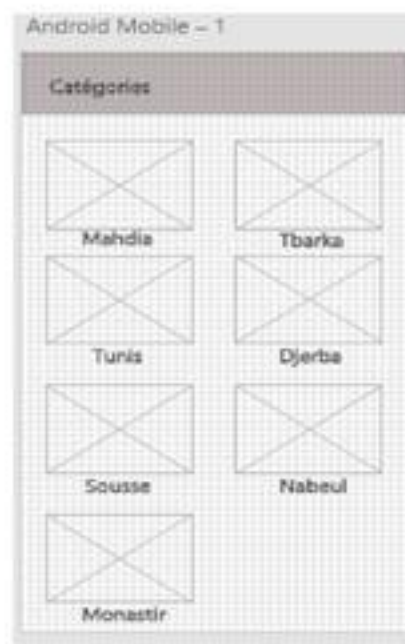 Android Mobile – 1
Catégories
Mahdia Tbarka
Tunis Djerba
Sousse Nabeul
Monastir